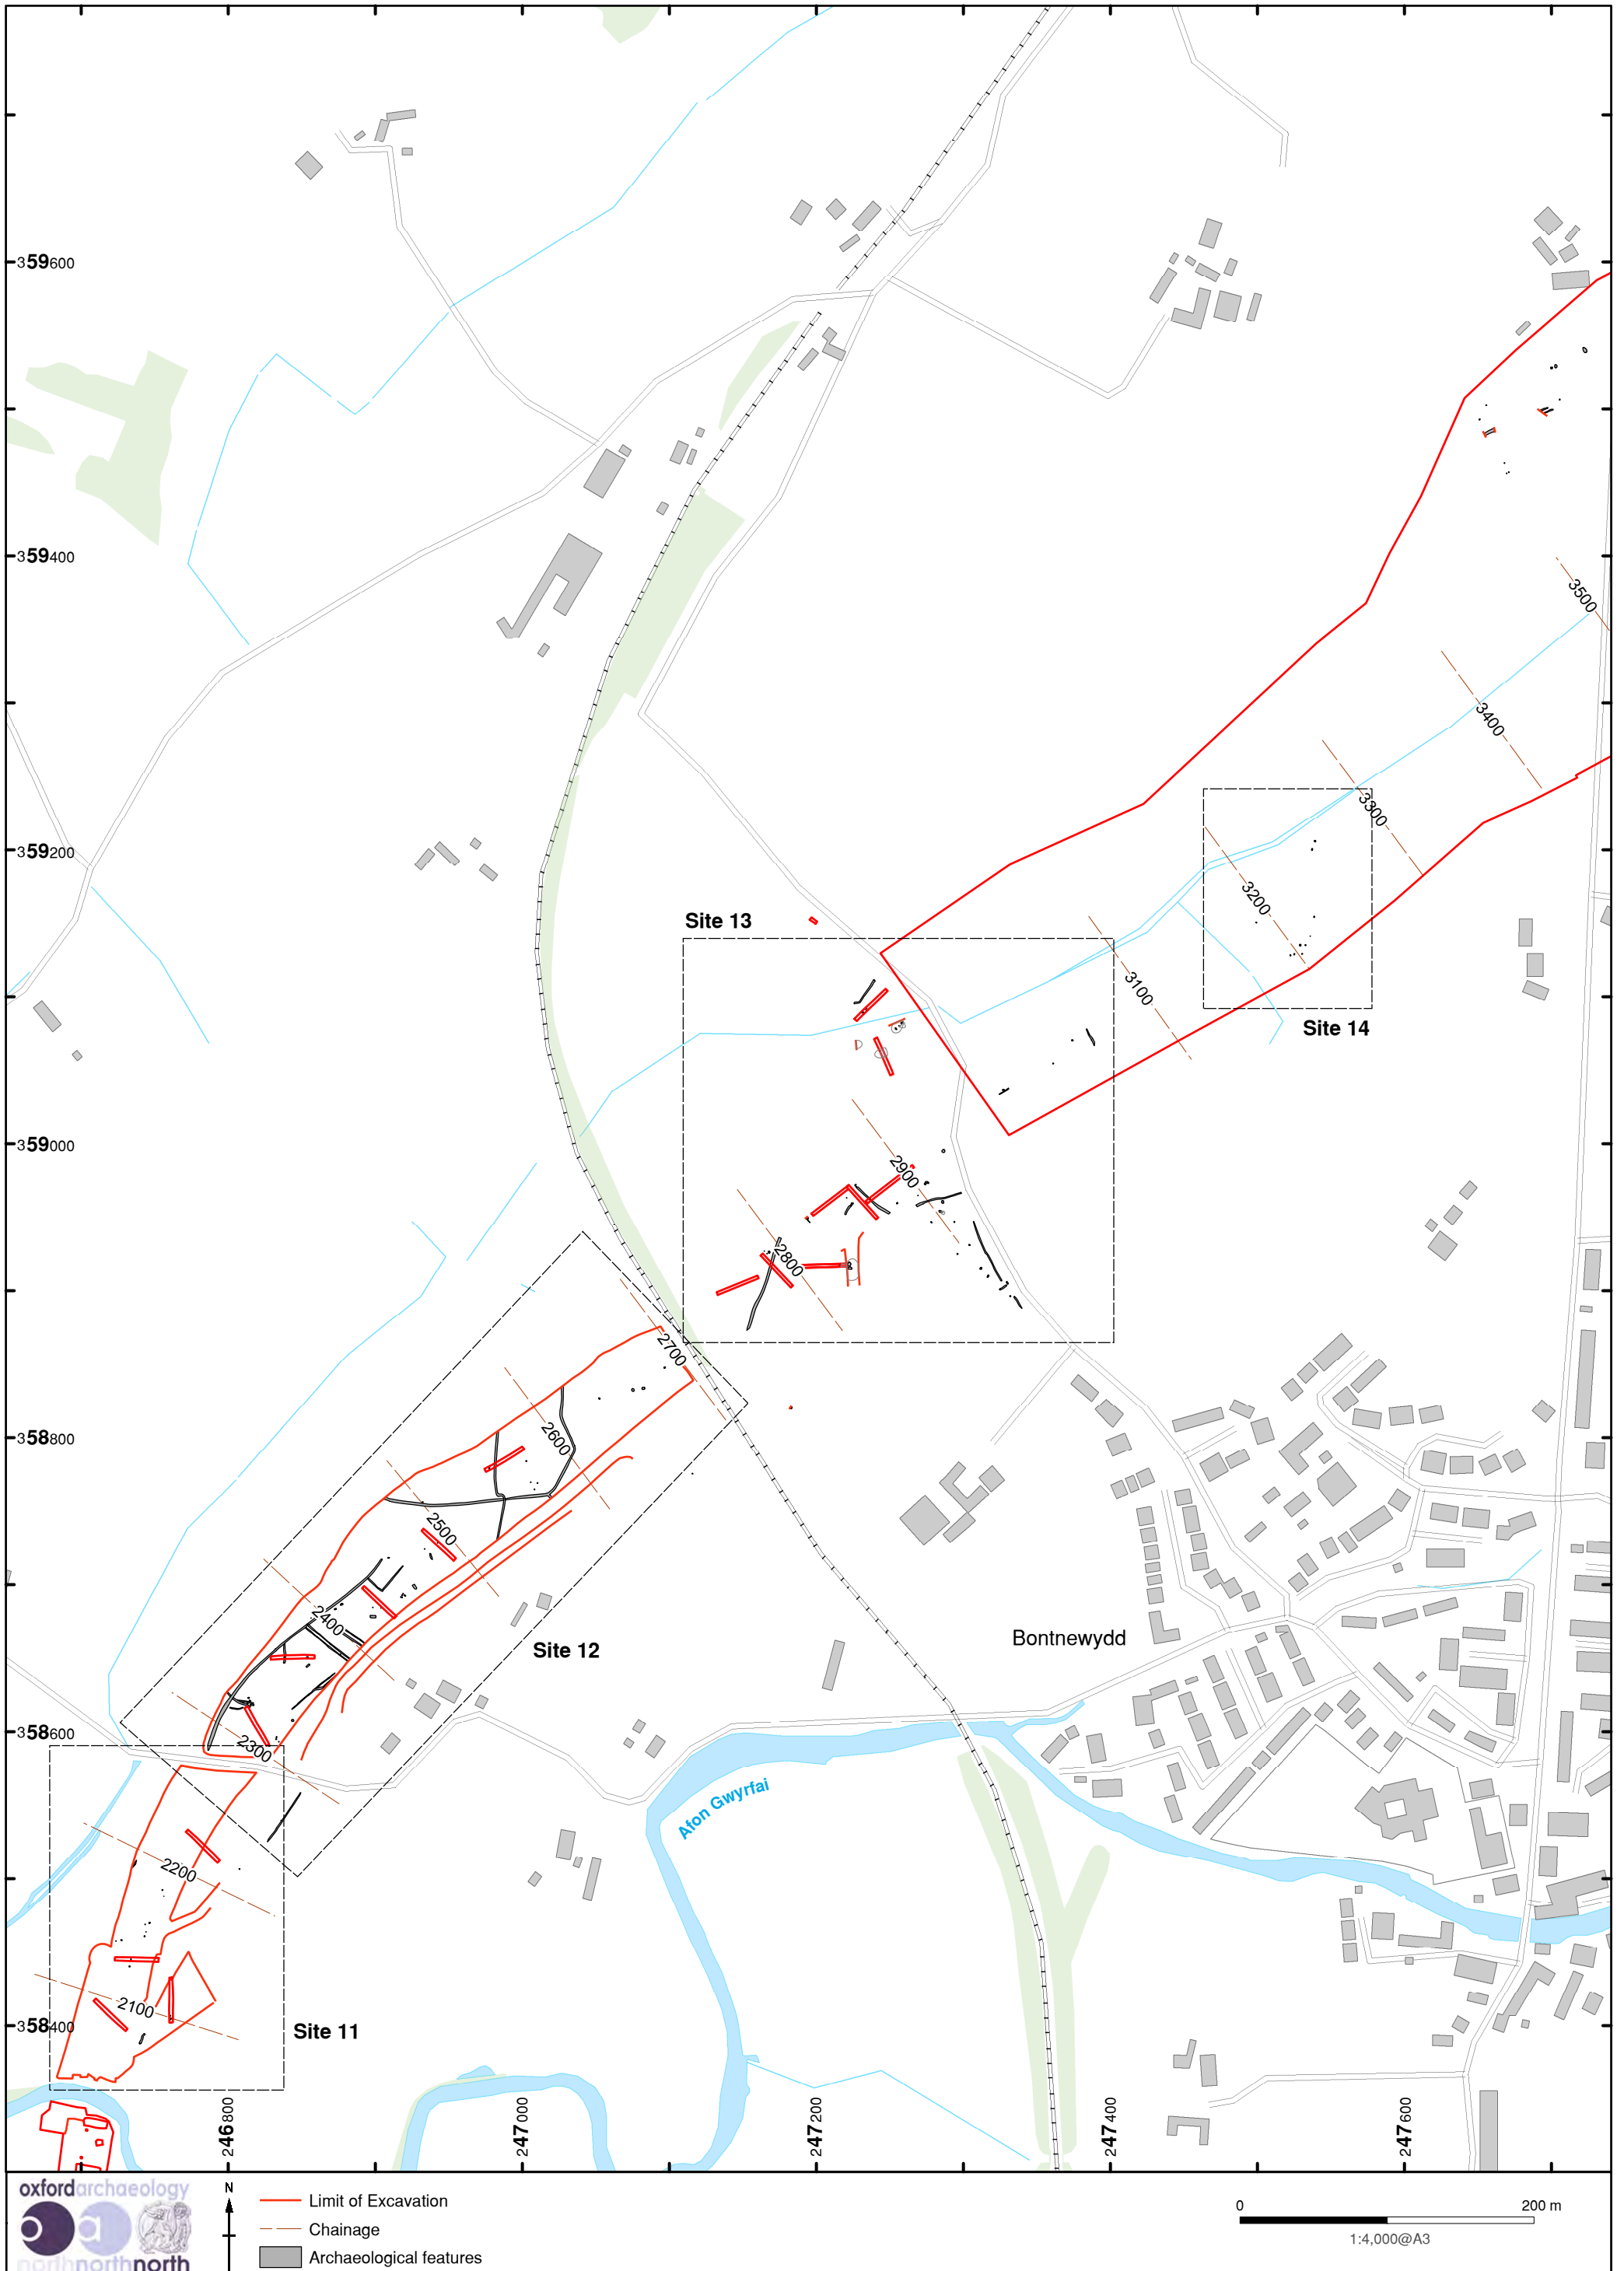 359600
359400
3500
3400
3300
359200
Site 13
3200
3100
Site 14
359000
2900
2800
2700
358800
2600
2500
2400
Bontnewydd
Site 12
358600
2300
Afon Gwyrfai
2200
2100
358400
Site 11
246800
247000
247200
247400
247600
oxfordarchaeology
o a
northnorthnorth
N
Limit of Excavation
Chainage
Archaeological features
0 200 m
1:4,000@A3